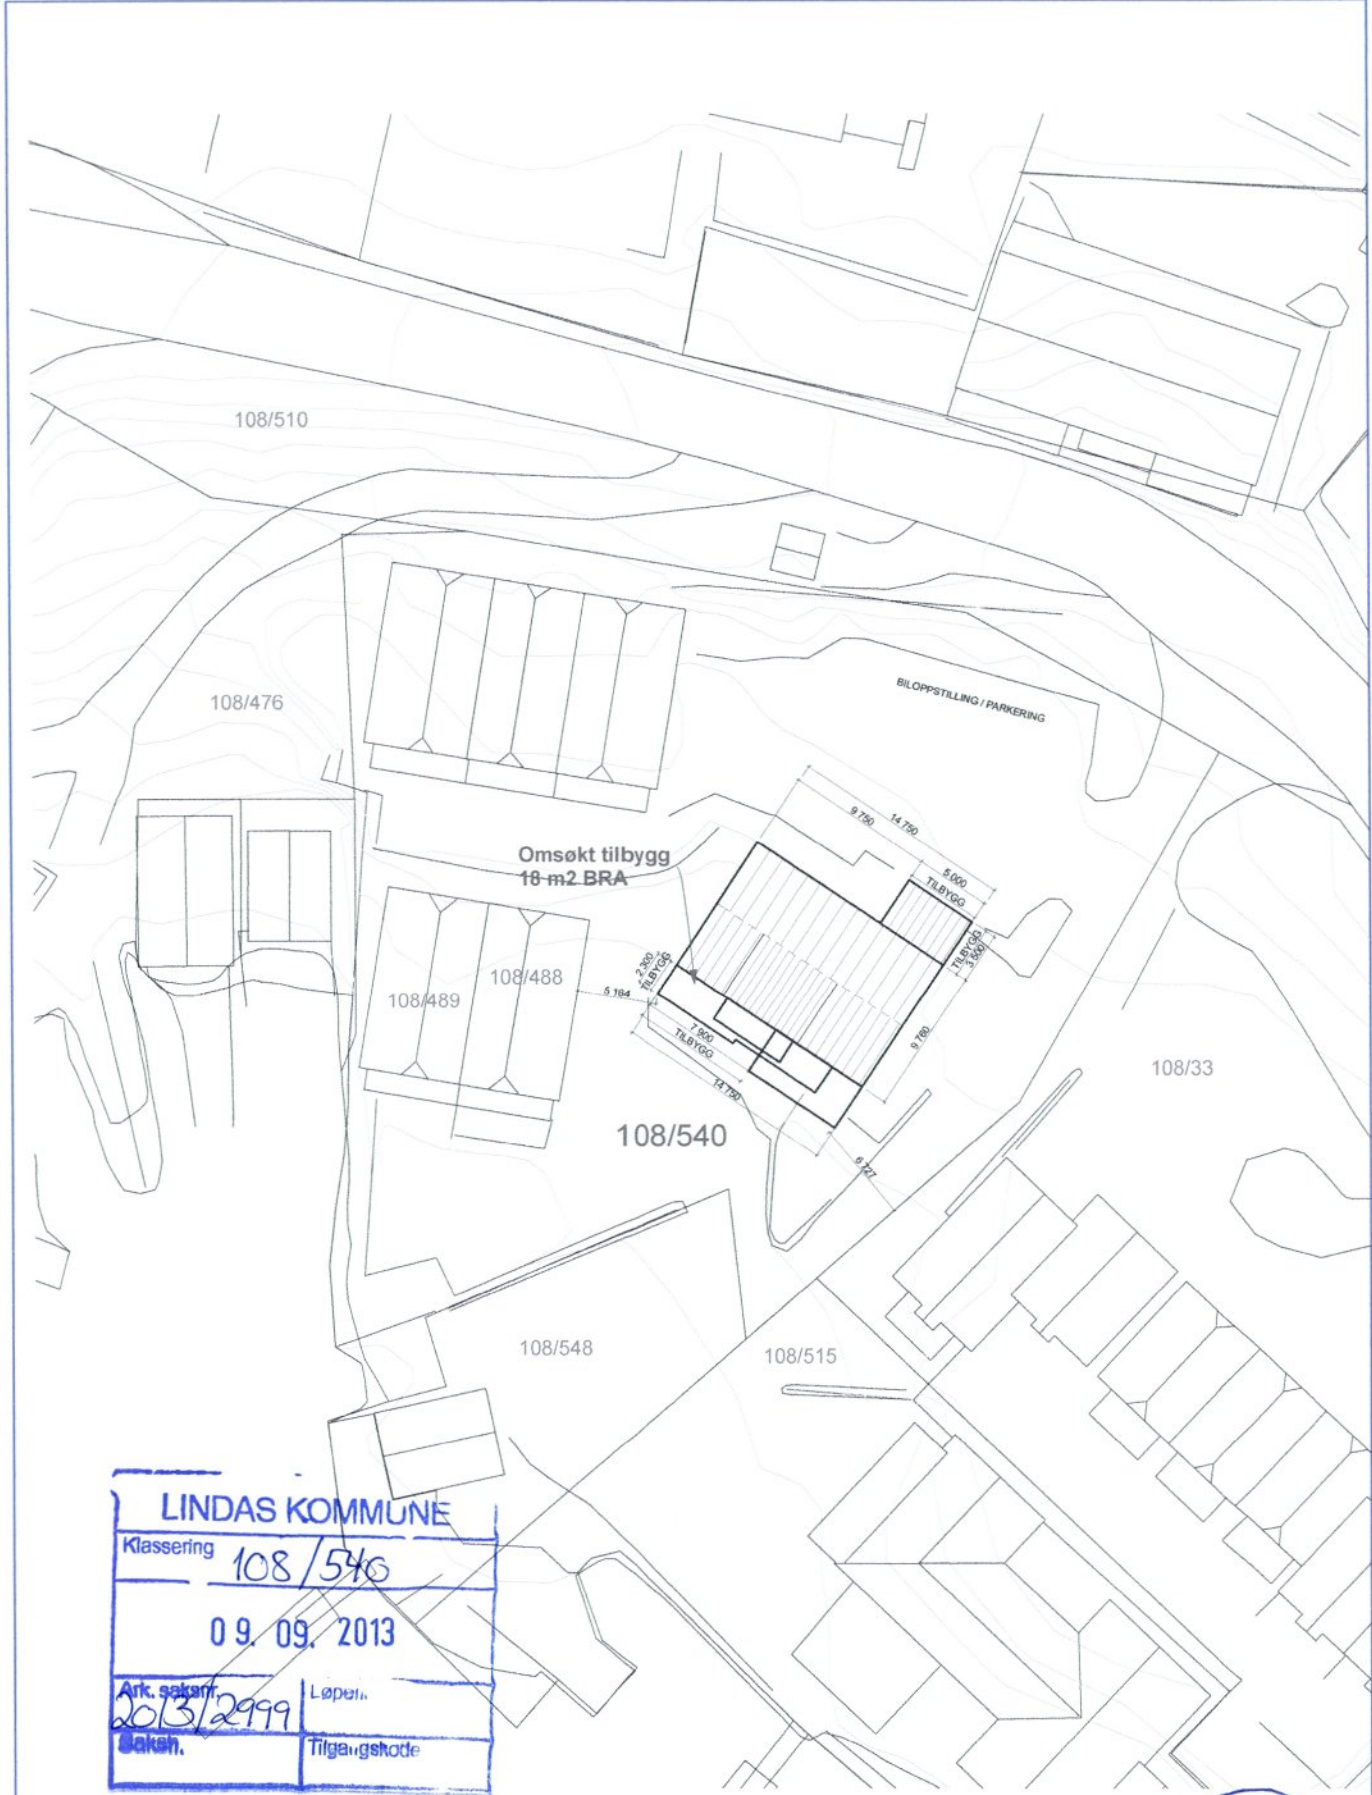 108/510
108/476
BILOPPSTILLING / PARKERING
9 750
14 750
Omsøkt tilbygg
18 m2 BRA
5 000
TILBYGG
TILBYGG
3 500
2 300
TILBYGG
108/488
108/489
5 164
7 900
TILBYGG
14 750
9 760
108/33
108/540
6 727
108/548
108/515
LINDAS KOMMUNE
Klassering 108/540
09. 09. 2013
Ark. saksnr.
2013/2999
Saksh.
Tilgangskode